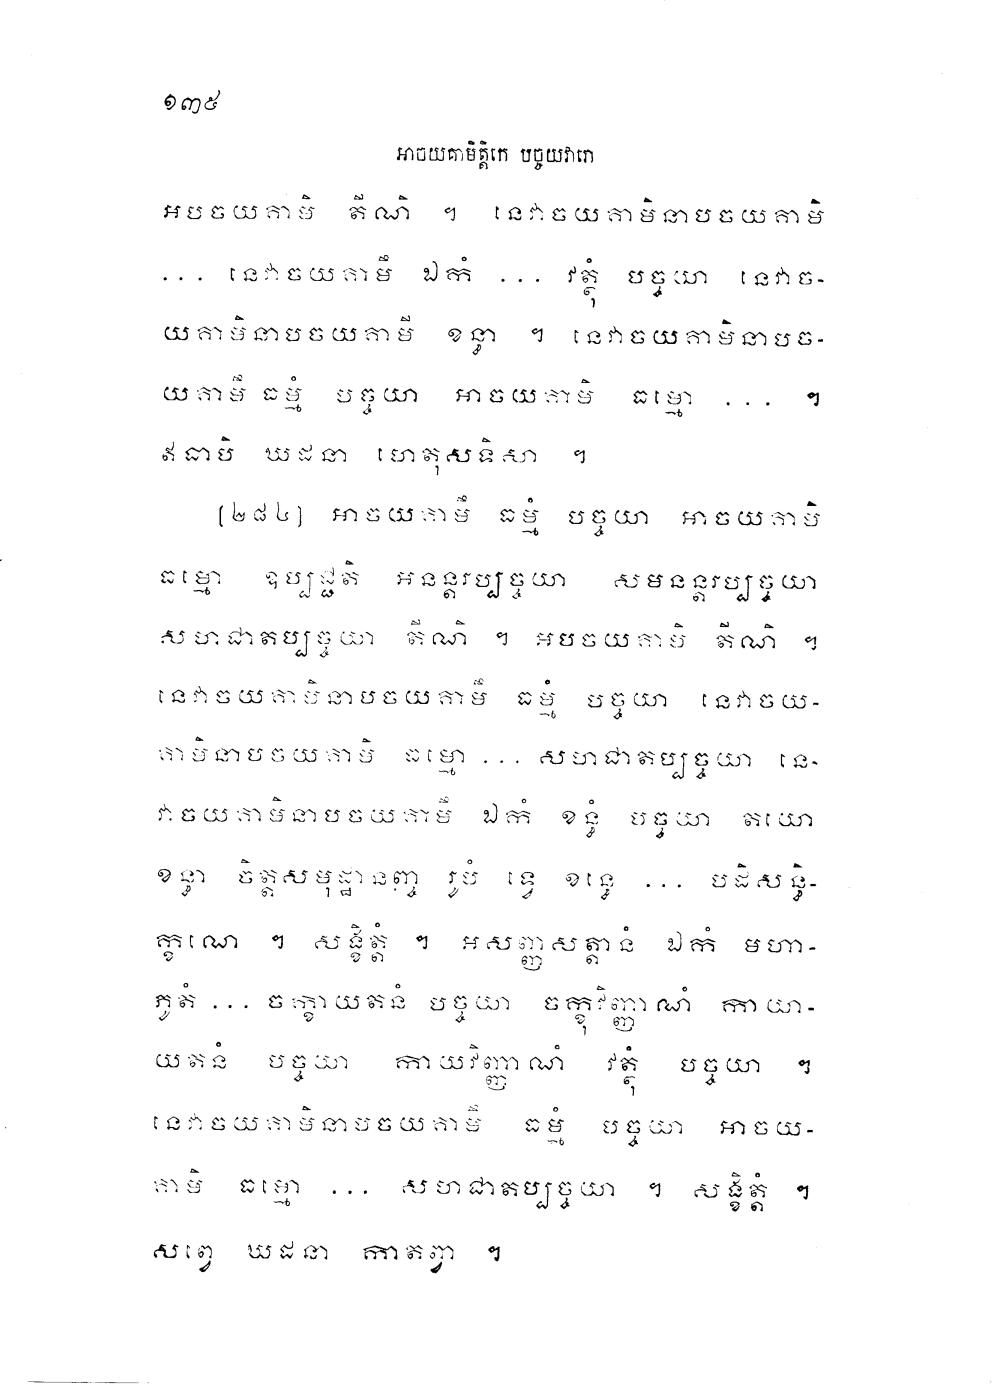 ១៣៥
អាចយគាមិត្តិកេ បច្ចយវារោ
អបចយគាមិ តីណិ ។ នេវាចយគាមិនាបចយគាមិ
... នេវាចយគាមឹ ឯកំ ... វត្ថុំ បច្ចយា នេវាច-
យគាមិនាបចយគាមី ខន្ធា ។ នេវាចយគាមិនាបច-
យគាមឹ ធម្មំ បច្ចយា អាចយគាមិ ធម្មោ ... ។
ឥនាបិ ឃដនា ហេតុសទិសា ។
[២៨៤] អាចយគាមឹ ធម្មំ បច្ចយា អាចយគាមិ
ធម្មោ ឧប្បជ្ជតិ អនន្តរប្បច្ចយា សមនន្តរប្បច្ចយា
សហជាតប្បច្ចយា តីណិ ។ អបចយគាមិ តីណិ ។
នេវាចយគាមិនាបចយគាមឹ ធម្មំ បច្ចយា នេវាចយ-
គាមិនាបចយគាមិ ធម្មោ ... សហជាតប្បច្ចយា នេ-
វាចយគាមិនាបចយគាមឹ ឯកំ ខន្ធំ បច្ចយា តយោ
ខន្ធា ចិត្តសមុដ្ឋានញ្ច រូបំ ទ្វេ ខន្ធេ ... បដិសន្ធិ-
ក្ខណេ ។ សង្ខិត្តំ ។ អសញ្ញសត្តានំ ឯកំ មហា-
ភូតំ ... ចក្ខាយតនំ បច្ចយា ចក្ខុវិញ្ញាណំ កាយា-
យតនំ បច្ចយា កាយវិញ្ញាណំ វត្ថុំ បច្ចយា ។
នេវាចយគាមិនាបចយគាមឹ ធម្មំ បច្ចយា អាចយ-
គាមិ ធម្មោ ... សហជាតប្បច្ចយា ។ សង្ខិត្តំ ។
សព្វេ ឃដនា កាតព្វា ។